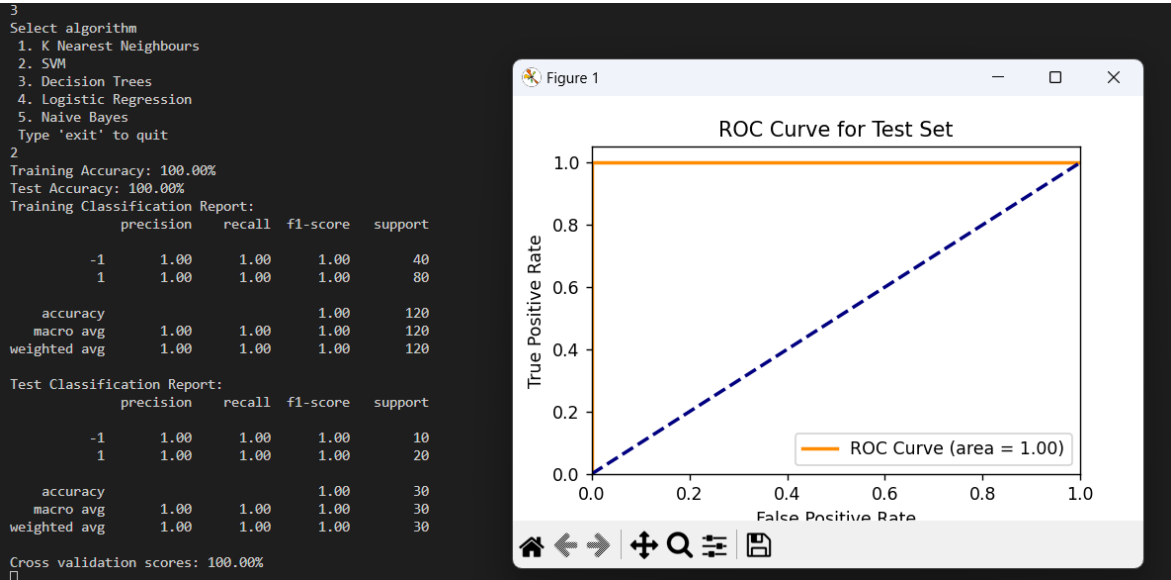 3
Select algorithm
1. K Nearest Neighbours
2. SVM
3. Decision Trees
4. Logistic Regression
5. Naive Bayes
Type 'exit' to quit
2
Training Accuracy: 100.00%
Test Accuracy: 100.00%
Training Classification Report:
precision recall f1-score support
-1 1.00 1.00 1.00 40
1 1.00 1.00 1.00 80
accuracy 1.00 120
macro avg 1.00 1.00 1.00 120
weighted avg 1.00 1.00 1.00 120
Test Classification Report:
precision recall f1-score support
-1 1.00 1.00 1.00 10
1 1.00 1.00 1.00 20
accuracy 1.00 30
macro avg 1.00 1.00 1.00 30
weighted avg 1.00 1.00 1.00 30
Cross validation scores: 100.00%
Figure 1
ROC Curve for Test Set
True Positive Rate
1.0
0.8
0.6
0.4
0.2
0.0
ROC Curve (area = 1.00)
0.0 0.2 0.4 0.6 0.8 1.0
False Positive Rate